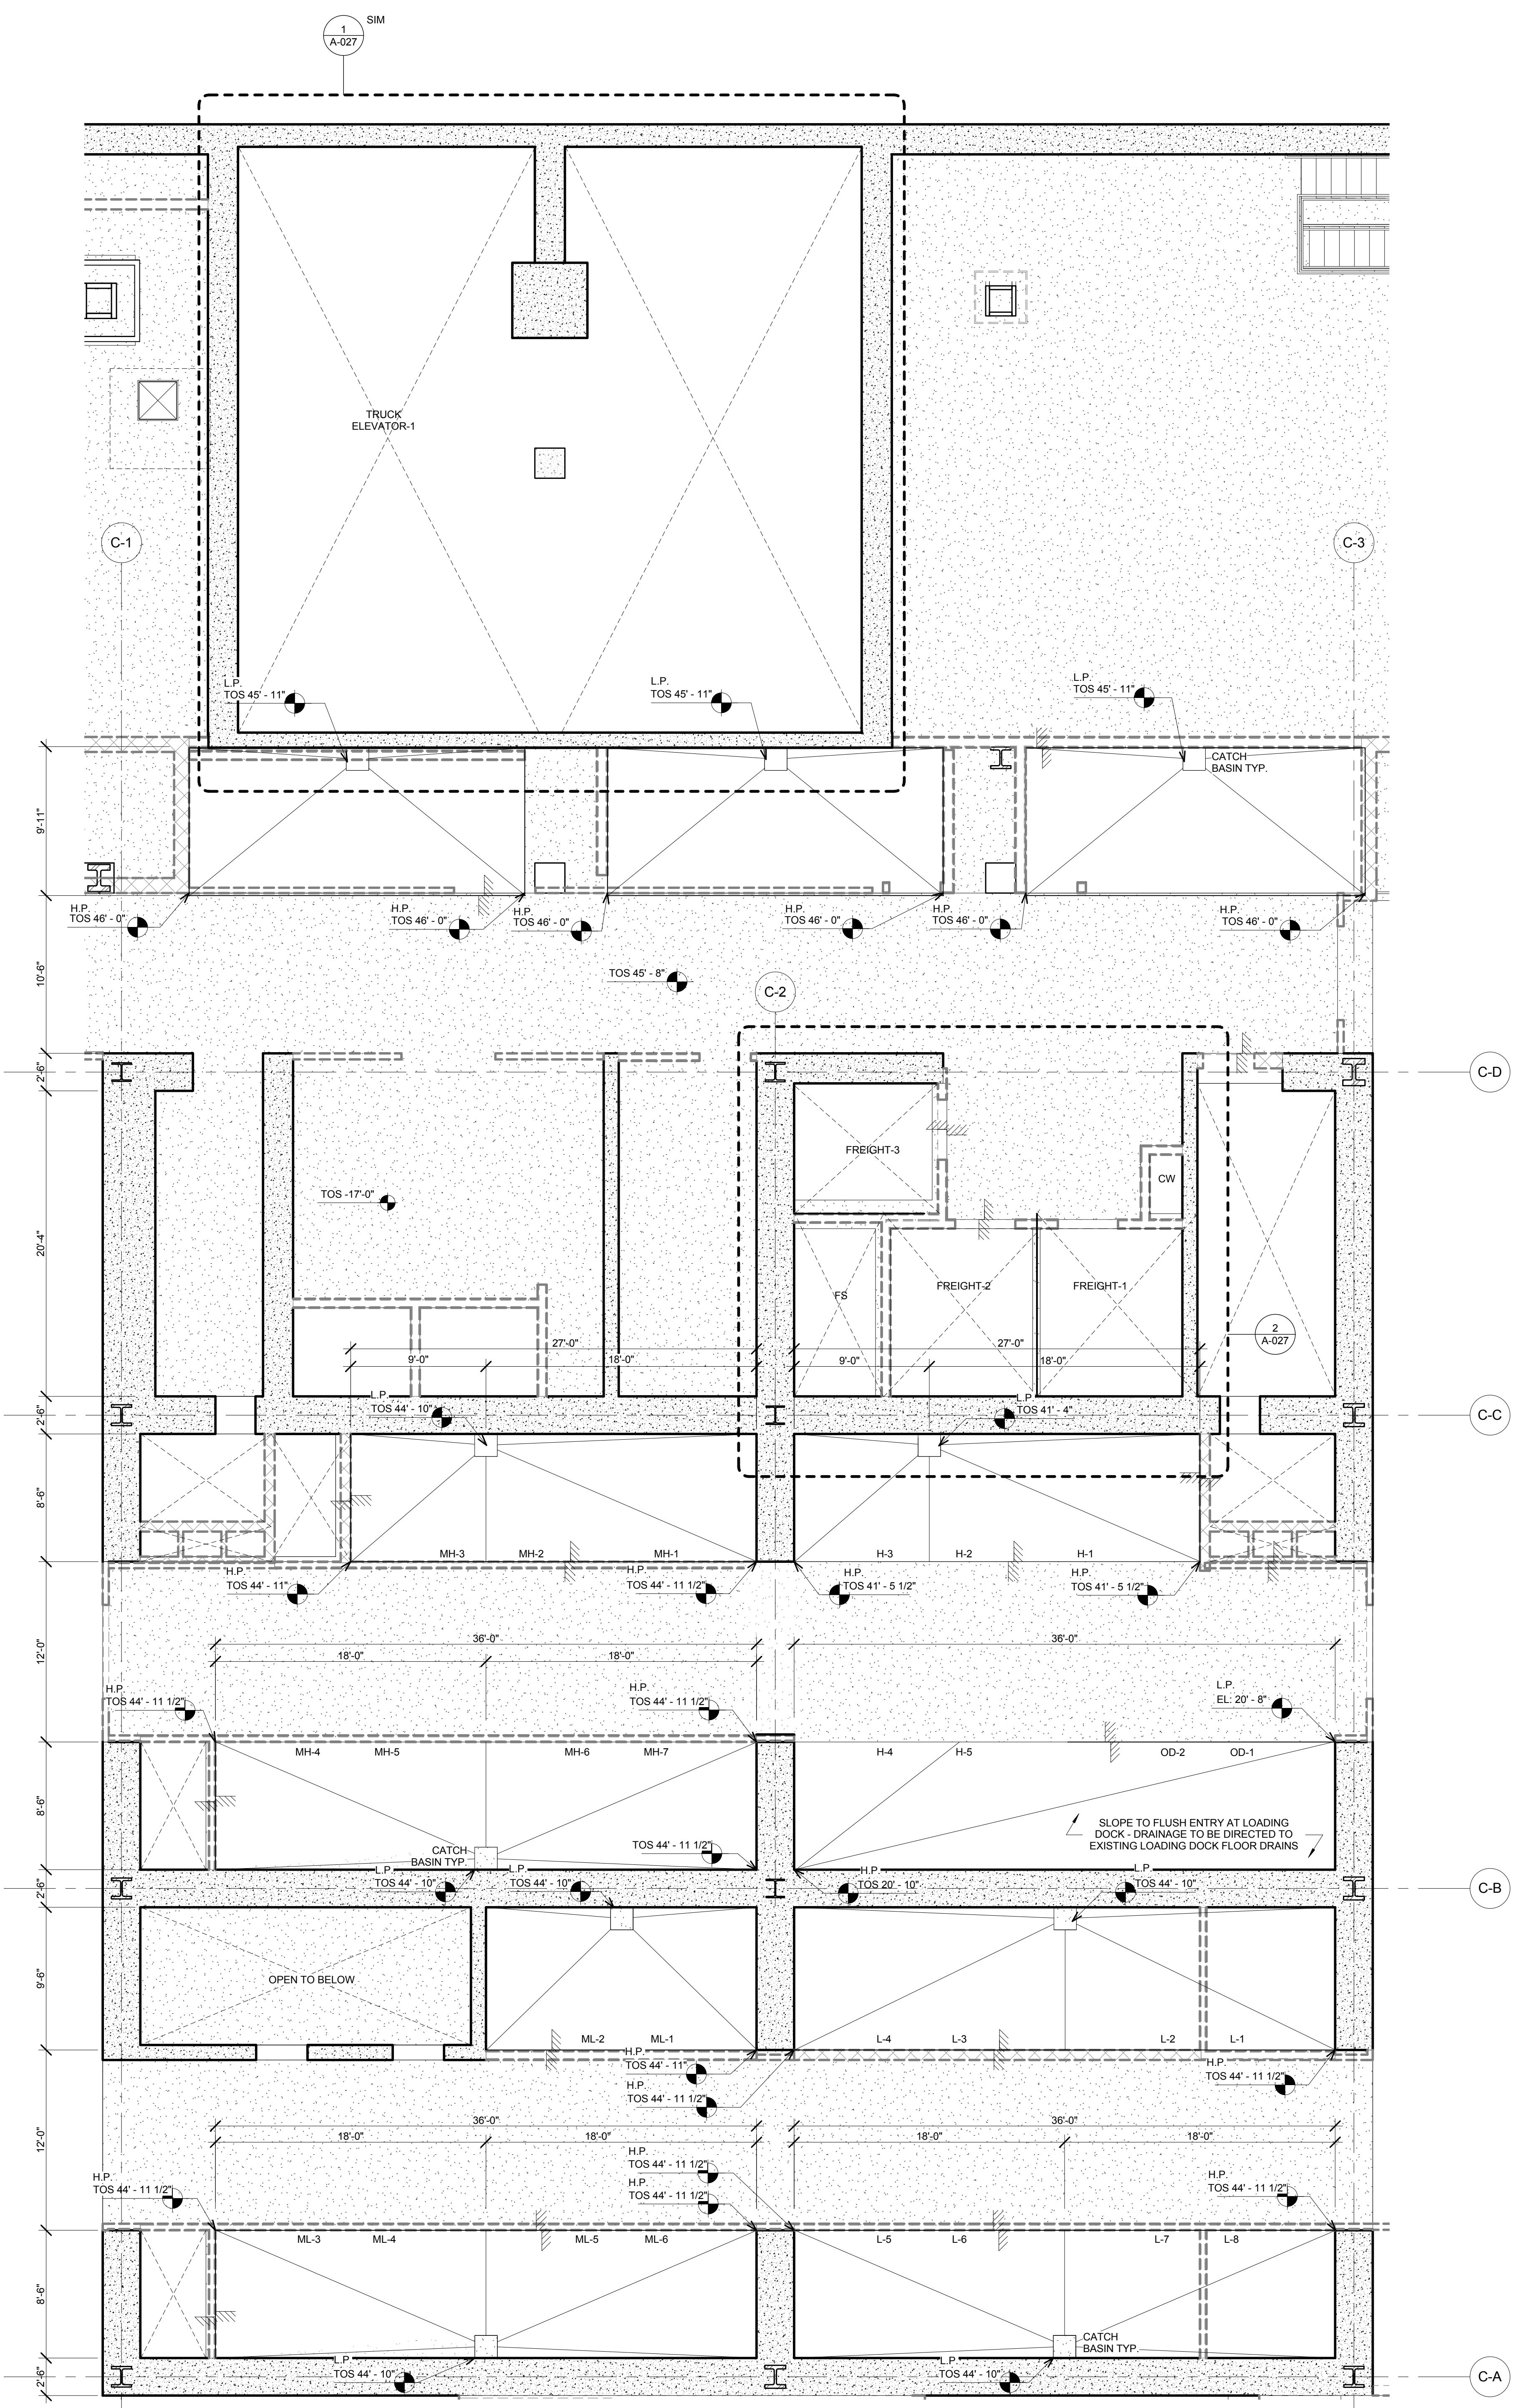 SIM
1
A-027
TRUCK
ELEVATOR-1
C-1
C-3
L.P.
TOS 45' - 11"
L.P.
TOS 45' - 11"
L.P.
TOS 45' - 11"
CATCH
BASIN TYP.
9'-11"
H.P.
TOS 46' - 0"
H.P.
TOS 46' - 0"
H.P.
TOS 46' - 0"
H.P.
TOS 46' - 0"
H.P.
TOS 46' - 0"
H.P.
TOS 46' - 0"
10'-6"
TOS 45' - 8"
C-2
2'-6"
C-D
FREIGHT-3
CW
TOS -17'-0"
20'-4"
FS
FREIGHT-2
FREIGHT-1
2
A-027
27'-0"
27'-0"
9'-0"
18'-0"
9'-0"
18'-0"
L.P.
TOS 44' - 10"
L.P.
TOS 41' - 4"
2'-6"
C-C
8'-6"
MH-3
MH-2
MH-1
H-3
H-2
H-1
H.P.
TOS 44' - 11"
H.P.
TOS 44' - 11 1/2"
H.P.
TOS 41' - 5 1/2"
H.P.
TOS 41' - 5 1/2"
12'-0"
36'-0"
36'-0"
18'-0"
18'-0"
H.P.
TOS 44' - 11 1/2"
H.P.
TOS 44' - 11 1/2"
L.P.
EL: 20' - 8"
MH-4
MH-5
MH-6
MH-7
H-4
H-5
OD-2
OD-1
8'-6"
SLOPE TO FLUSH ENTRY AT LOADING
DOCK - DRAINAGE TO BE DIRECTED TO
EXISTING LOADING DOCK FLOOR DRAINS
CATCH
BASIN TYP.
TOS 44' - 11 1/2"
L.P.
TOS 44' - 10"
L.P.
TOS 44' - 10"
H.P.
TOS 20' - 10"
L.P.
TOS 44' - 10"
2'-6"
C-B
9'-6"
OPEN TO BELOW
ML-2
ML-1
L-4
L-3
L-2
L-1
H.P.
TOS 44' - 11"
H.P.
TOS 44' - 11 1/2"
H.P.
TOS 44' - 11 1/2"
12'-0"
36'-0"
36'-0"
18'-0"
18'-0"
18'-0"
18'-0"
H.P.
TOS 44' - 11 1/2"
H.P.
TOS 44' - 11 1/2"
H.P.
TOS 44' - 11 1/2"
H.P.
TOS 44' - 11 1/2"
ML-3
ML-4
ML-5
ML-6
L-5
L-6
L-7
L-8
8'-6"
CATCH
BASIN TYP.
L.P.
TOS 44' - 10"
L.P.
TOS 44' - 10"
2'-6"
C-A